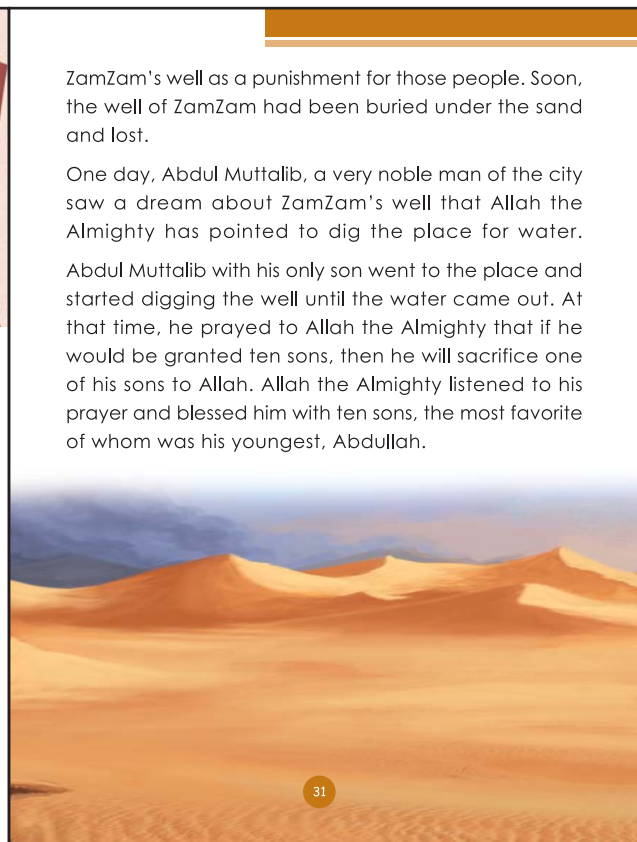 ZamZam's well as a punishment for those people. Soon,
the well of ZamZam had been buried under the sand
and lost.
One day, Abdul Muttalib, a very noble man of the city
saw a dream about ZamZam's well that Allah the
Almighty has pointed to dig the place for water.
Abdul Muttalib with his only son went to the place and
started digging the well until the water came out. At
that time, he prayed to Allah the Almighty that if he
would be granted ten sons, then he will sacrifice one
of his sons to Allah. Allah the Almighty listened to his
prayer and blessed him with ten sons, the most favorite
of whom was his youngest, Abdullah.
31